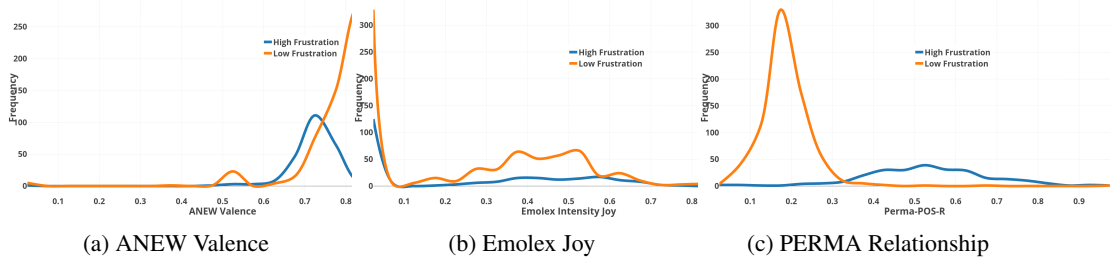 250
200
150
100
50
0
Frequency
High Frustration
Low Frustration
0.1 0.2 0.3 0.4 0.5 0.6 0.7 0.8
ANEW Valence
(a) ANEW Valence
300
250
200
150
100
50
0
Frequency
High Frustration
Low Frustration
0.1 0.2 0.3 0.4 0.5 0.6 0.7 0.8
Emolex Intensity Joy
(b) Emolex Joy
300
250
200
150
100
50
0
Frequency
High Frustration
Low Frustration
0.1 0.2 0.3 0.4 0.5 0.6 0.7 0.8 0.9
Perma-POS-R
(c) PERMA Relationship